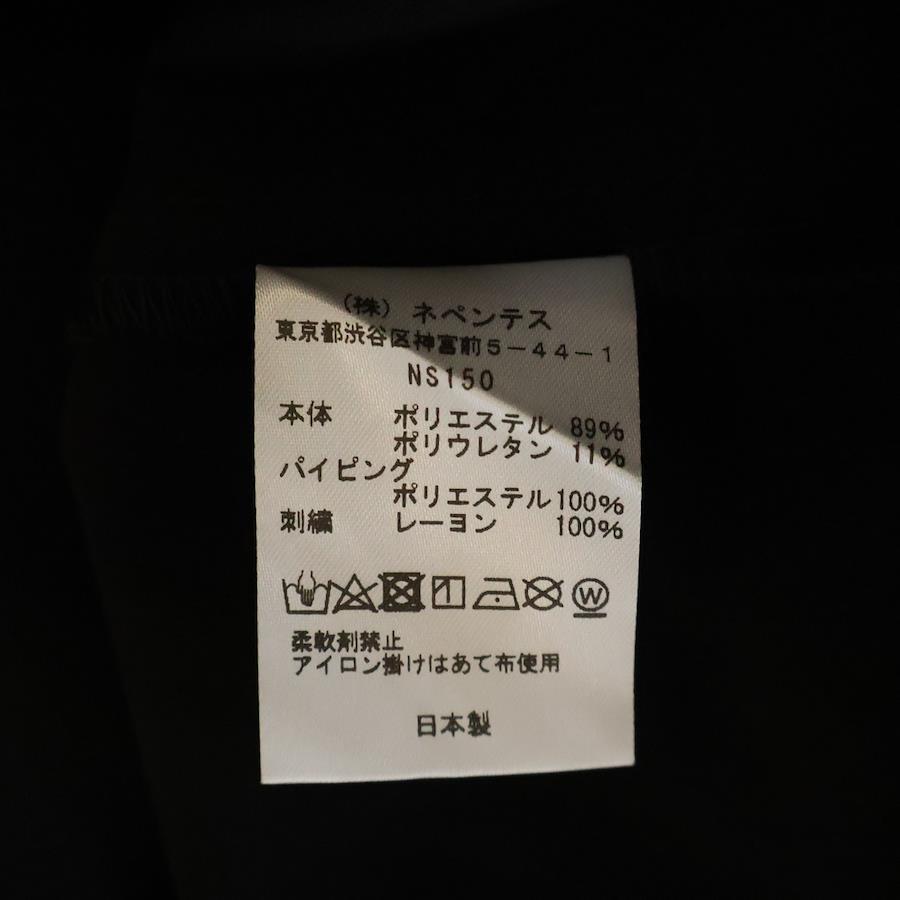 (株) ネペンテス
東京都渋谷区神宮前5-44-1
NS150
本体 ポリエステル 89%
ポリウレタン 11%
パイピング
ポリエステル100%
刺繍 レーヨン 100%
W
柔軟剤禁止
アイロン掛けはあて布使用
日本製